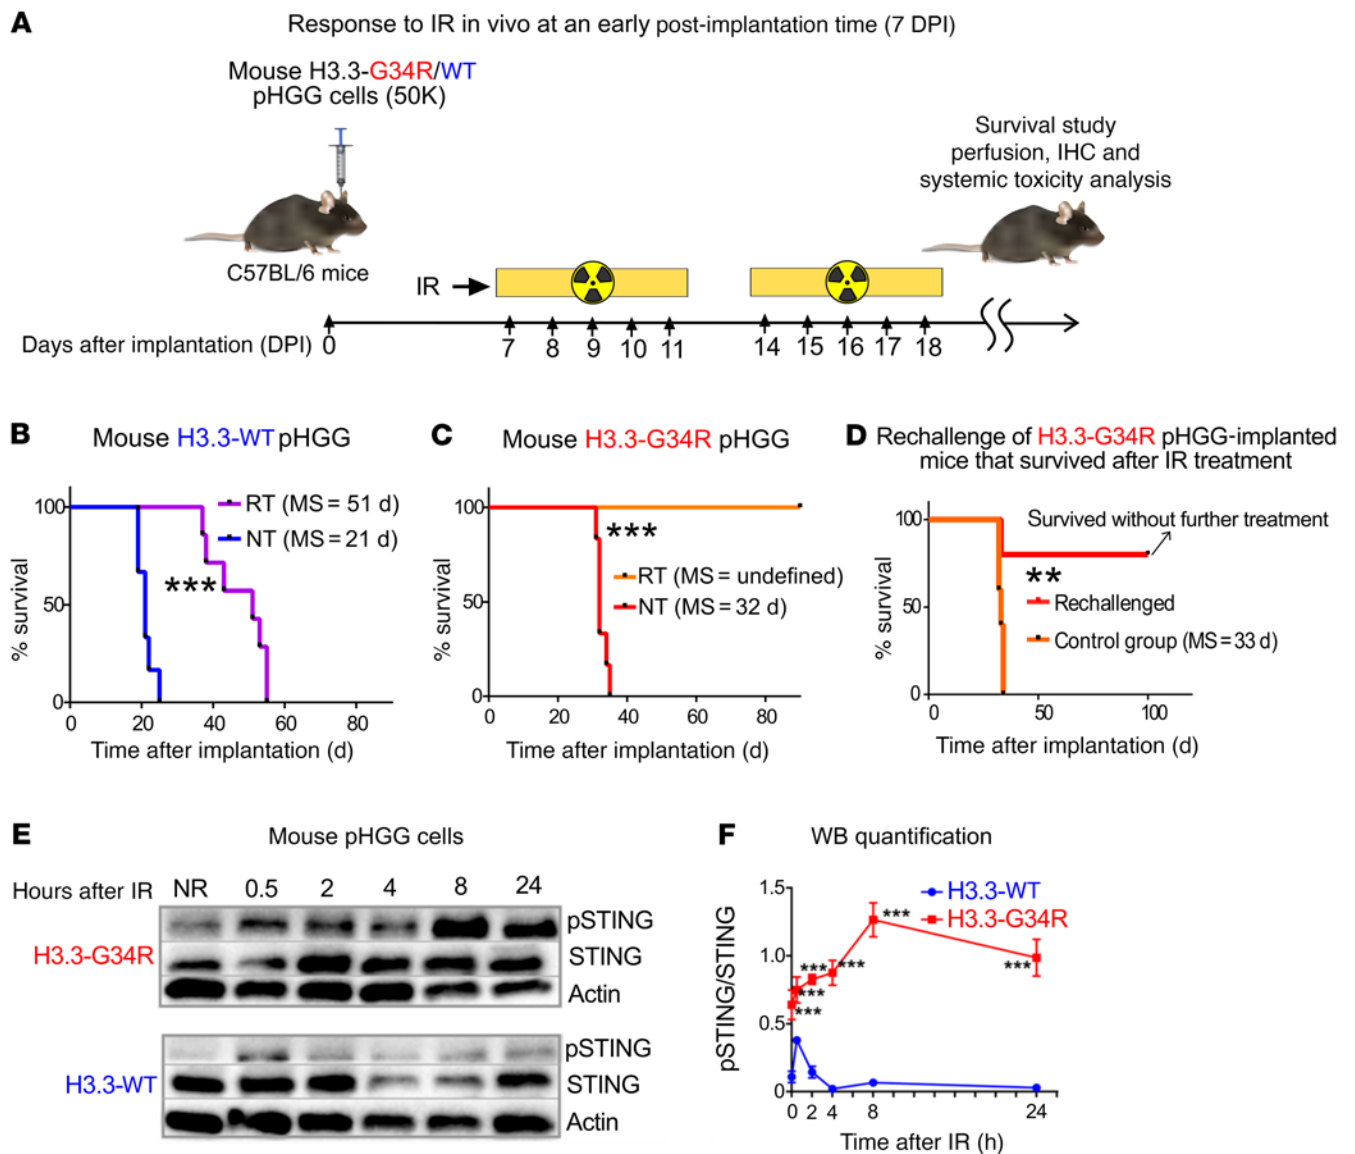 A
Response to IR in vivo at an early post-implantation time (7 DPI)
Mouse H3.3-G34R/WT
pHGG cells (50K)
C57BL/6 mice
Survival study
perfusion, IHC and
systemic toxicity analysis
IR
Days after implantation (DPI) 0 7 8 9 10 11 14 15 16 17 18
B Mouse H3.3-WT pHGG
% survival
100
50
0
RT (MS = 51 d)
NT (MS = 21 d)
***
0 20 40 60 80
Time after implantation (d)
C Mouse H3.3-G34R pHGG
% survival
100
50
0
***
RT (MS = undefined)
NT (MS = 32 d)
0 20 40 60 80
Time after implantation (d)
D Rechallenge of H3.3-G34R pHGG-implanted
mice that survived after IR treatment
% survival
100
50
0
Survived without further treatment
**
Rechallenged
Control group (MS = 33 d)
0 50 100
Time after implantation (d)
E Mouse pHGG cells
Hours after IR NR 0.5 2 4 8 24
H3.3-G34R
pSTING
STING
Actin
H3.3-WT
pSTING
STING
Actin
F WB quantification
pSTING/STING
1.5
1.0
0.5
0
H3.3-WT
H3.3-G34R
***
***
***
***
***
***
0 2 4 8 24
Time after IR (h)